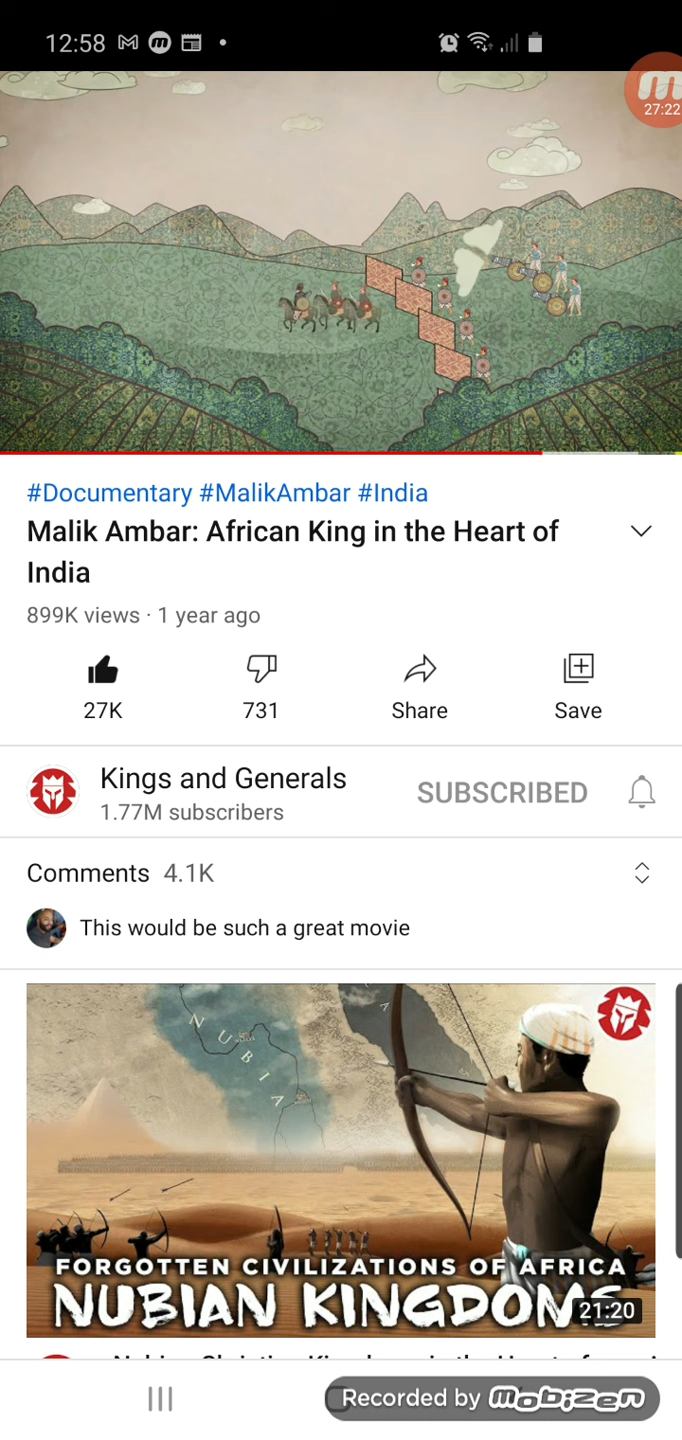 12:58
27:22
#Documentary #MalikAmbar #India
Malik Ambar: African King in the Heart of
India
899K views · 1 year ago
27K
731
Share
Save
Kings and Generals
1.77M subscribers
SUBSCRIBED
Comments 4.1K
This would be such a great movie
NUBIA
FORGOTTEN CIVILIZATIONS OF AFRICA
NUBIAN KINGDOMS
21:20
Recorded by mobizen